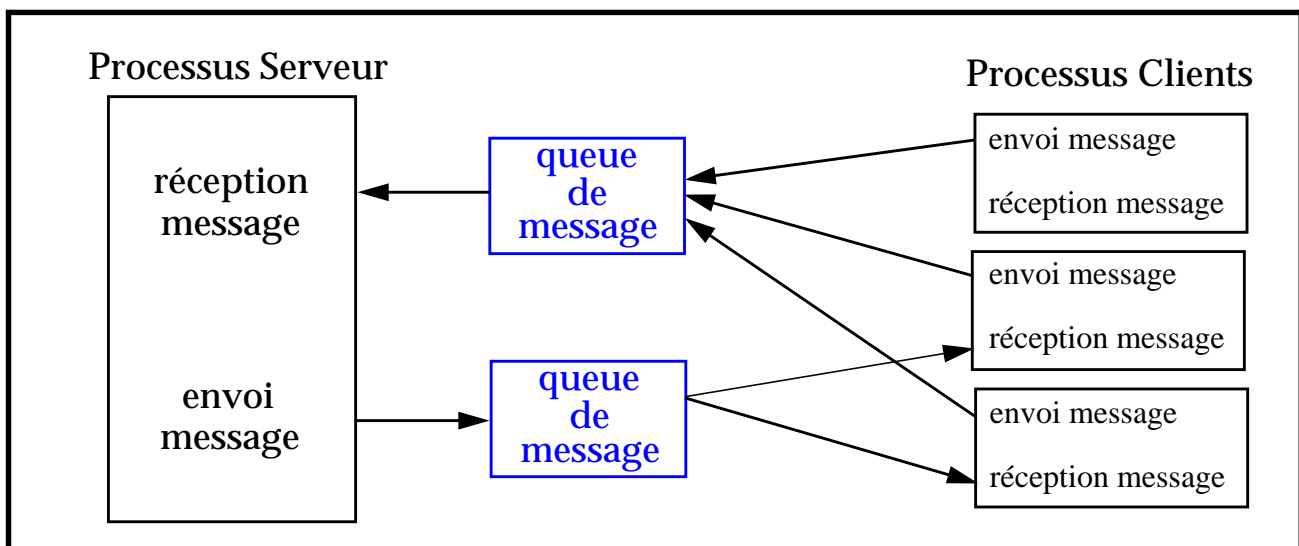 Processus Serveur
Processus Clients
réception
message
envoi
message
queue
de
message
queue
de
message
envoi message
réception message
envoi message
réception message
envoi message
réception message